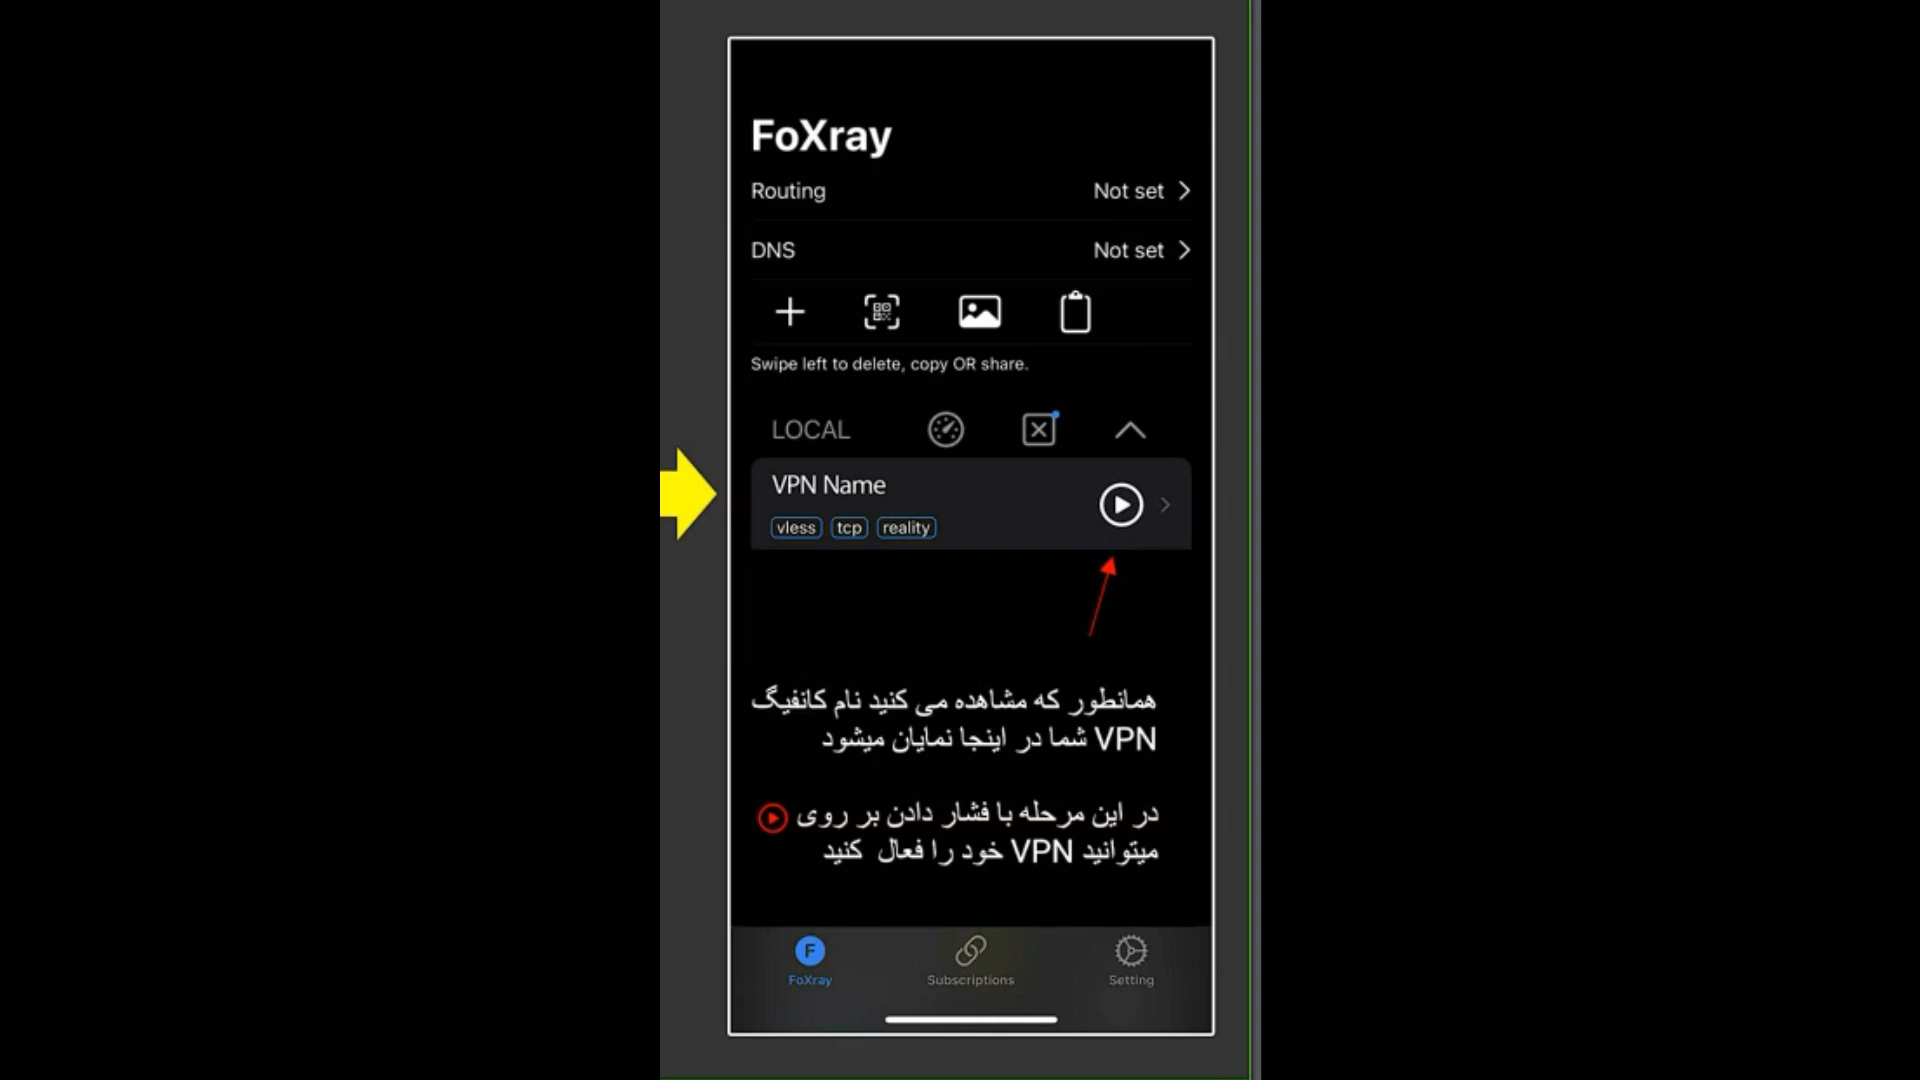 FoXray
Routing Not set
DNS Not set
Swipe left to delete, copy OR share.
LOCAL
VPN Name
vless tcp reality
همانطور که مشاهده می کنید نام کانفیگ
VPN شما در اینجا نمایان میشود
در این مرحله با فشار دادن بر روی
میتوانید VPN خود را فعال کنید
F
FoXray Subscriptions Setting